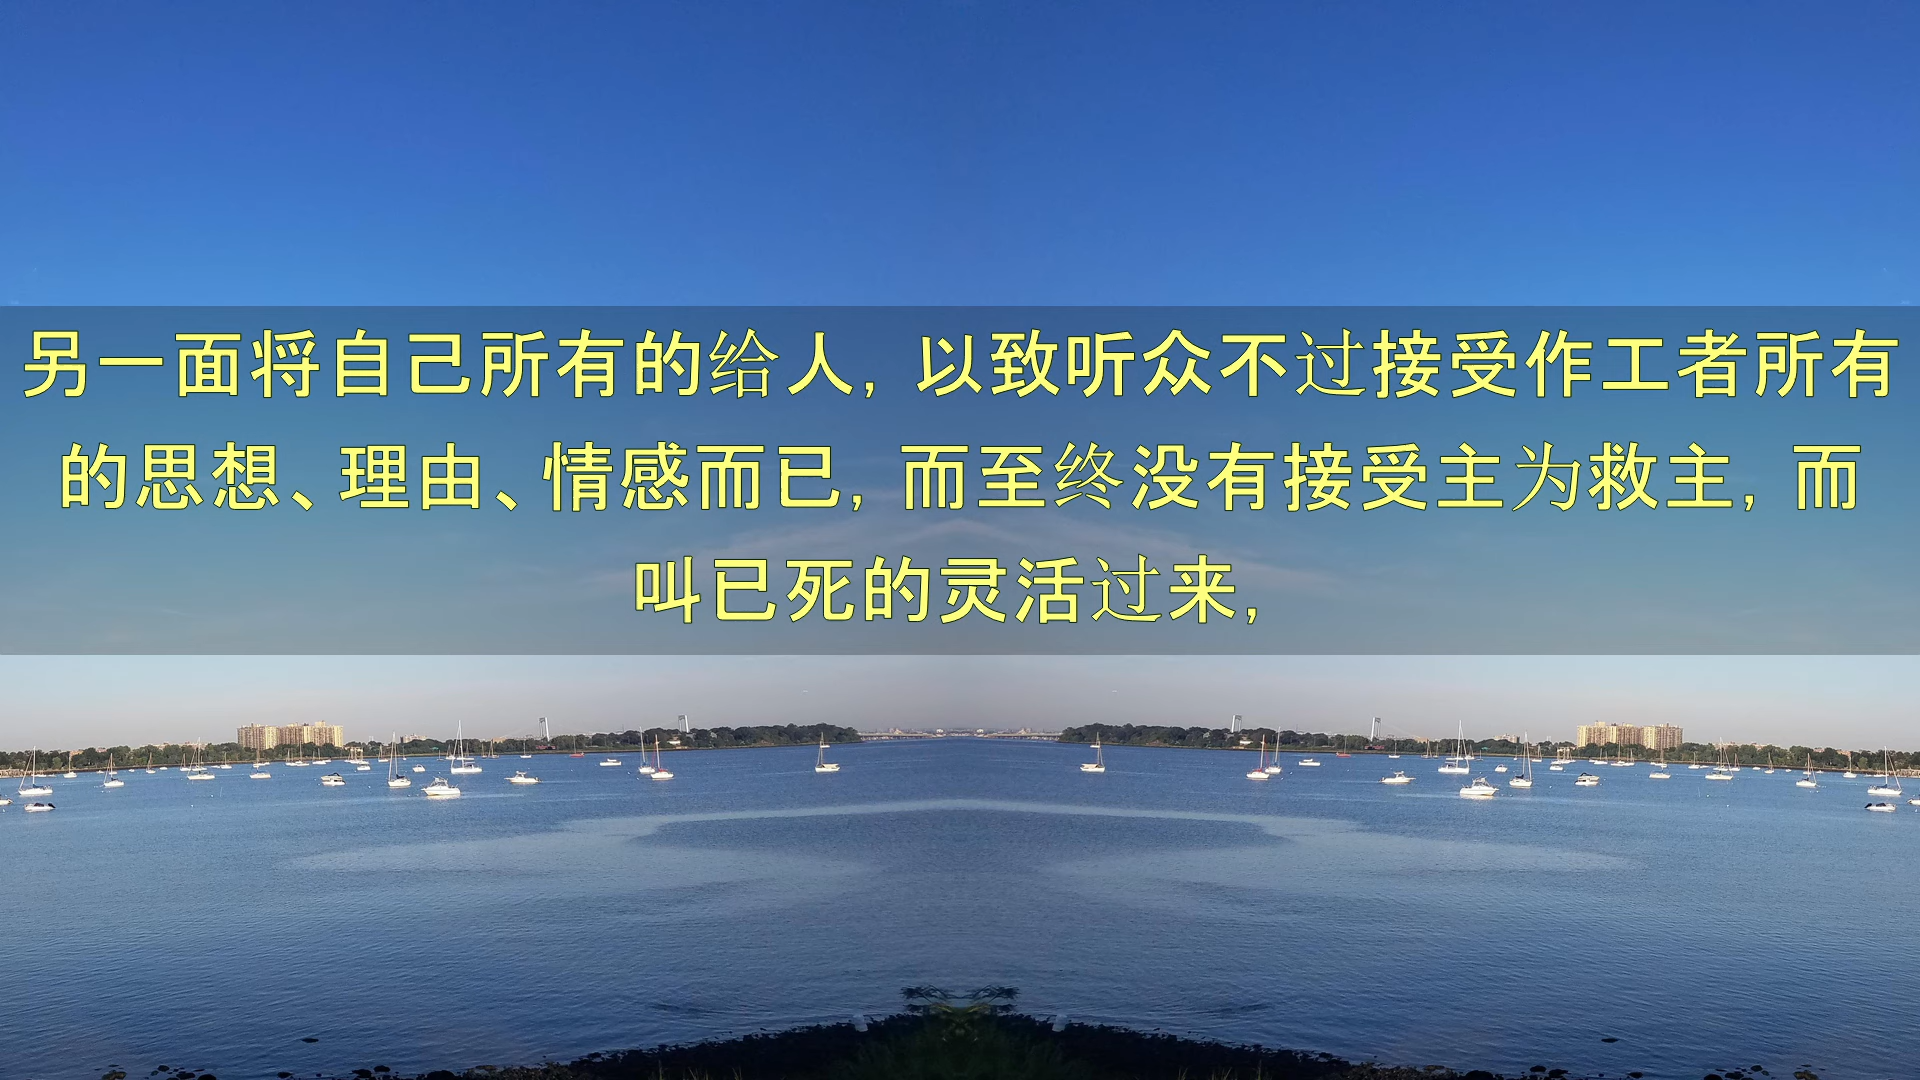 另一面将自己所有的给人, 以致听众不过接受作工者所有
的思想、理由、情感而已, 而至终没有接受主为救主, 而
叫已死的灵活过来,